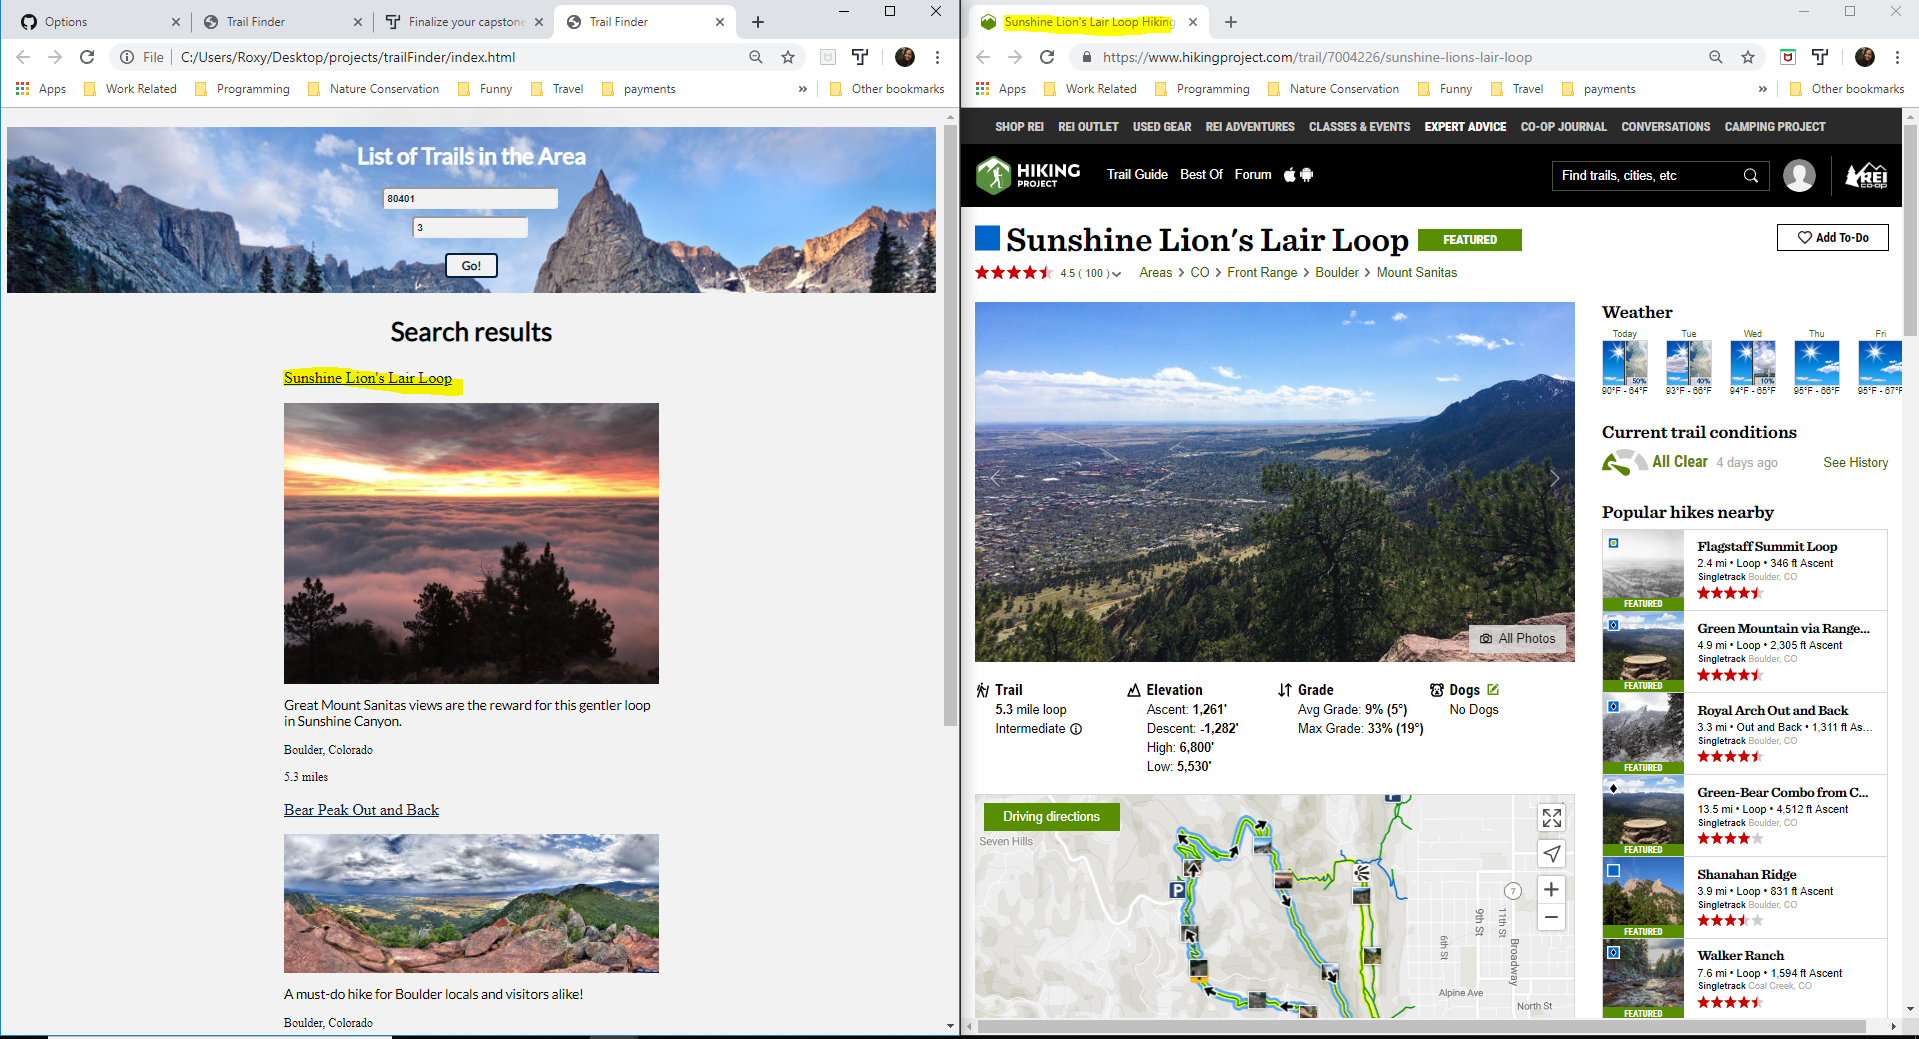 Options
Trail Finder
Finalize your capstone
Trail Finder
File
C:/Users/Roxy/Desktop/projects/trailFinder/index.html
Apps
Work Related
Programming
Nature Conservation
Funny
Travel
payments
»
Other bookmarks
List of Trails in the Area
80401
3
Go!
Search results
Sunshine Lion's Lair Loop
Great Mount Sanitas views are the reward for this gentler loop
in Sunshine Canyon.
Boulder, Colorado
5.3 miles
Bear Peak Out and Back
A must-do hike for Boulder locals and visitors alike!
Boulder, Colorado
Sunshine Lion's Lair Loop Hiking
https://www.hikingproject.com/trail/7004226/sunshine-lions-lair-loop
Apps
Work Related
Programming
Nature Conservation
Funny
Travel
payments
»
Other bookmarks
SHOP REI
REI OUTLET
USED GEAR
REI ADVENTURES
CLASSES & EVENTS
EXPERT ADVICE
CO-OP JOURNAL
CONVERSATIONS
CAMPING PROJECT
HIKING
PROJECT
Trail Guide
Best Of
Forum
Find trails, cities, etc
REI
CO-OP
Sunshine Lion's Lair Loop
FEATURED
Add To-Do
4.5 ( 100 )
Areas > CO > Front Range > Boulder > Mount Sanitas
All Photos
Trail
5.3 mile loop
Intermediate
Elevation
Ascent: 1,261'
Descent: -1,282'
High: 6,800'
Low: 5,530'
Grade
Avg Grade: 9% (5°)
Max Grade: 33% (19°)
Dogs
No Dogs
Driving directions
Seven Hills
P
P
7
9th St
11th St
6th St
Broadway
Alpine Ave
North St
+
−
Weather
Today
Tue
Wed
Thu
Fri
50%
40%
10%
90°F - 64°F
93°F - 66°F
94°F - 65°F
95°F - 66°F
95°F - 67°F
Current trail conditions
All Clear
4 days ago
See History
Popular hikes nearby
Flagstaff Summit Loop
2.4 mi • Loop • 346 ft Ascent
Singletrack Boulder, CO
FEATURED
Green Mountain via Range...
4.9 mi • Loop • 2,305 ft Ascent
Singletrack Boulder, CO
FEATURED
Royal Arch Out and Back
3.3 mi • Out and Back • 1,311 ft As...
Singletrack Boulder, CO
FEATURED
Green-Bear Combo from C...
13.5 mi • Loop • 4,512 ft Ascent
Singletrack Boulder, CO
FEATURED
Shanahan Ridge
3.9 mi • Loop • 831 ft Ascent
Singletrack Boulder, CO
FEATURED
Walker Ranch
7.6 mi • Loop • 1,594 ft Ascent
Singletrack Coal Creek, CO
FEATURED